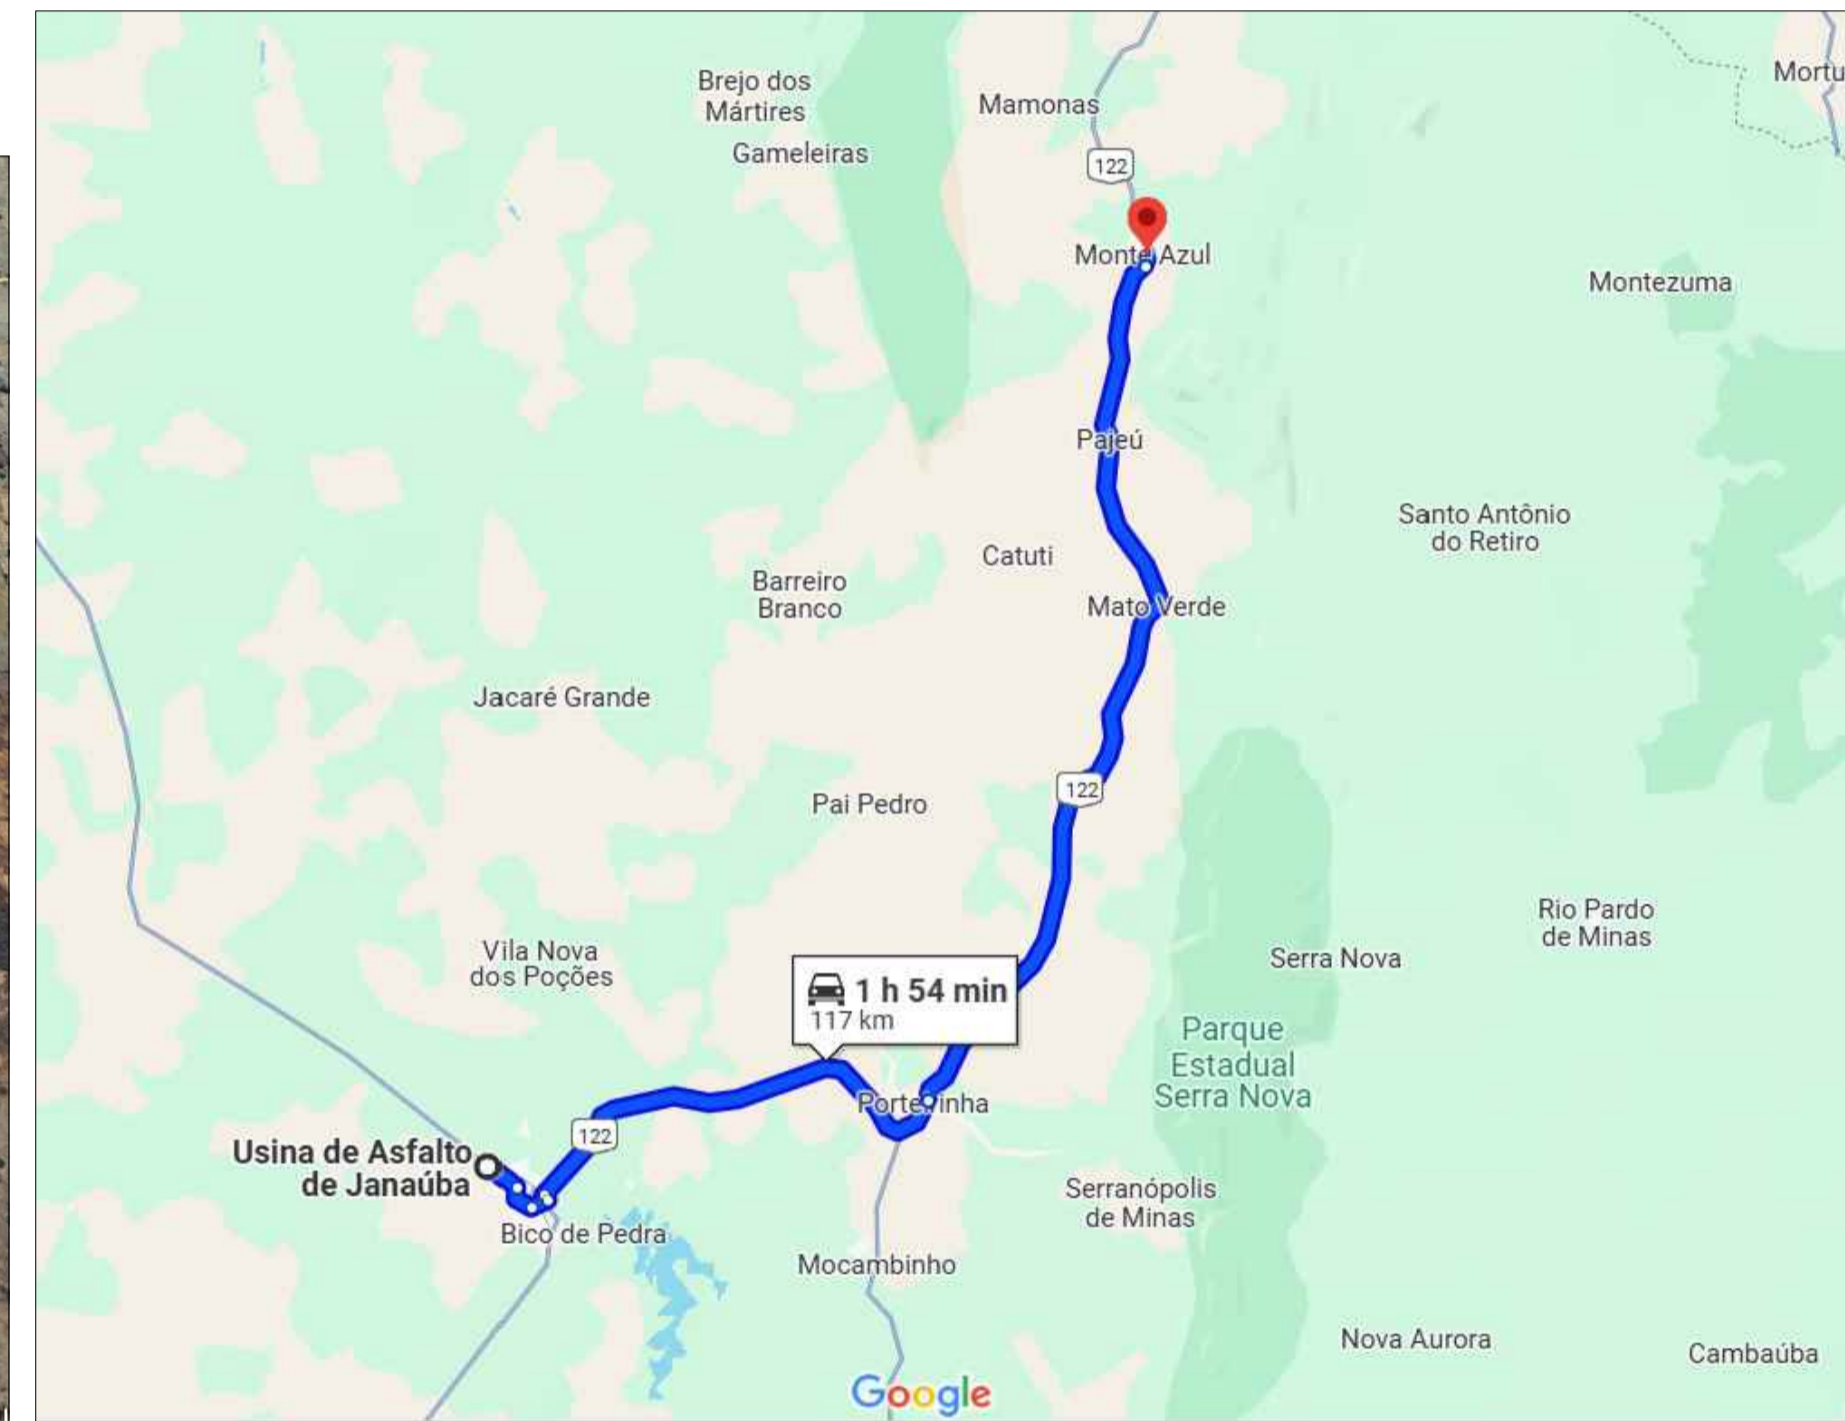 Brejo dos
Mártires
Mamonas
Mortu
Gameleiras
122
Monte Azul
Montezuma
Pajeú
Santo Antônio
do Retiro
Catuti
Barreiro
Branco
Mato Verde
Jacaré Grande
122
Pai Pedro
Rio Pardo
de Minas
Vila Nova
dos Poções
Serra Nova
1 h 54 min
117 km
Parque
Estadual
Serra Nova
Porteirinha
122
Usina de Asfalto
de Janaúba
Serranópolis
de Minas
Bico de Pedra
Mocambinho
Nova Aurora
Cambaúba
Google